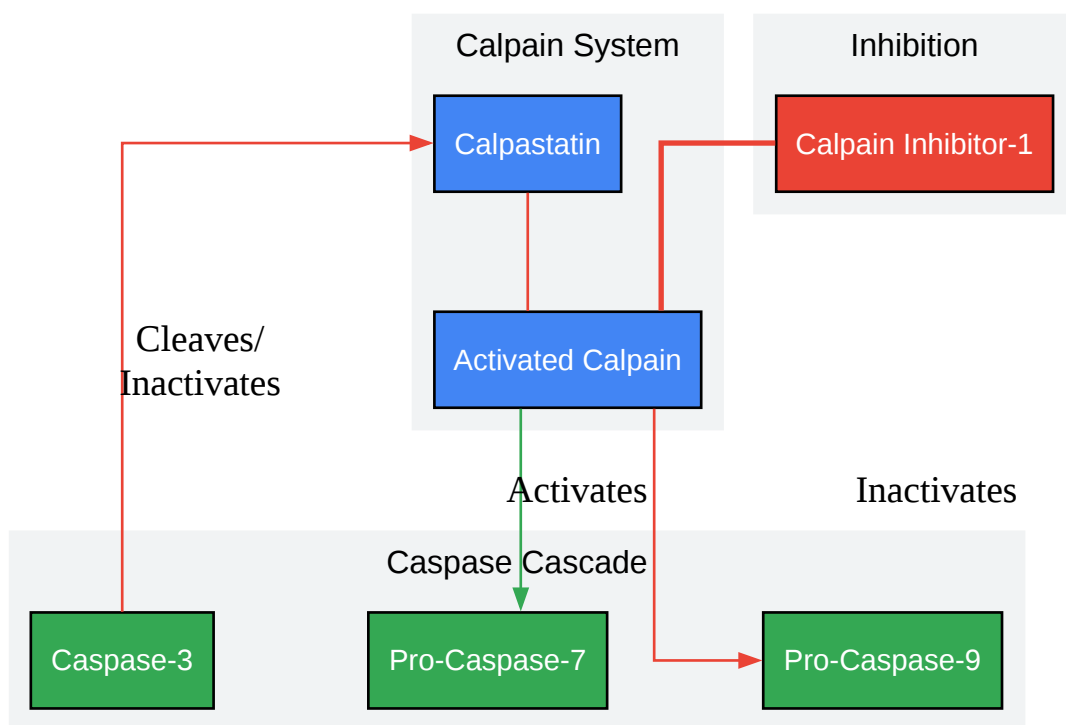 Calpain System
Inhibition
Calpastatin
Calpain Inhibitor-1
Cleaves/
Inactivates
Activated Calpain
Activates
Inactivates
Caspase Cascade
Caspase-3
Pro-Caspase-7
Pro-Caspase-9